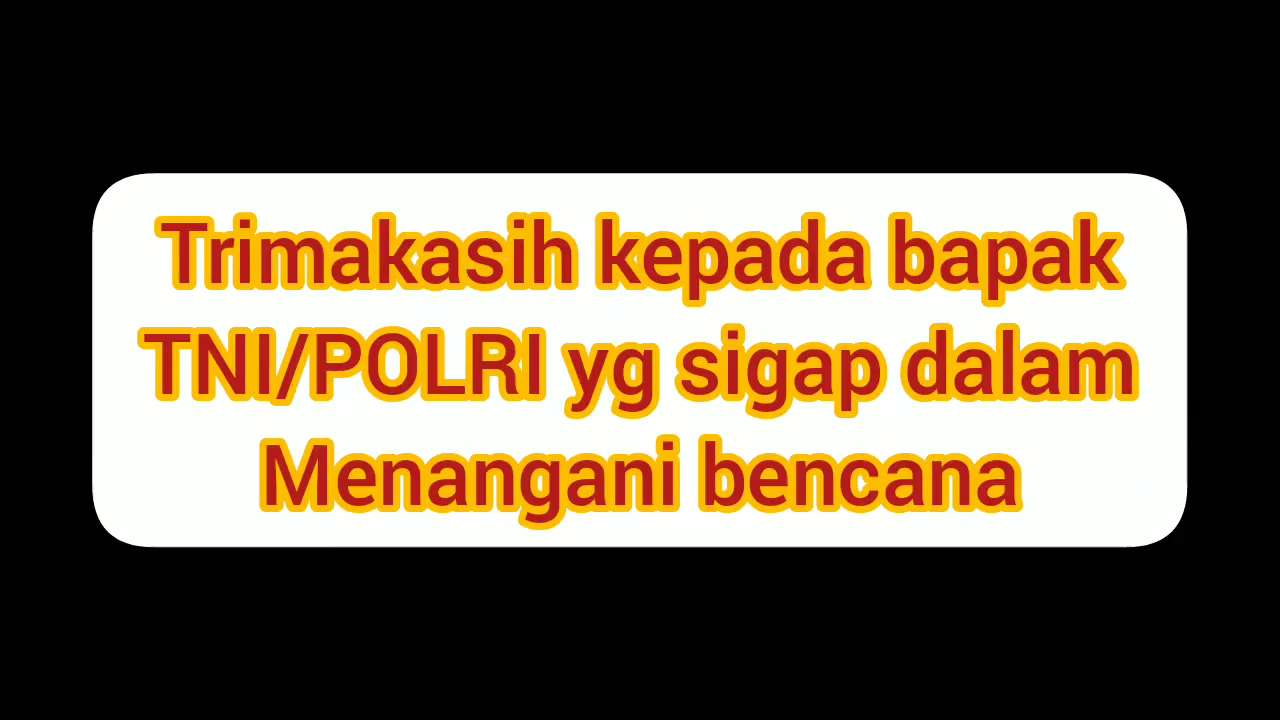 Trimakasih kepada bapak
TNI/POLRI yg sigap dalam
Menangani bencana